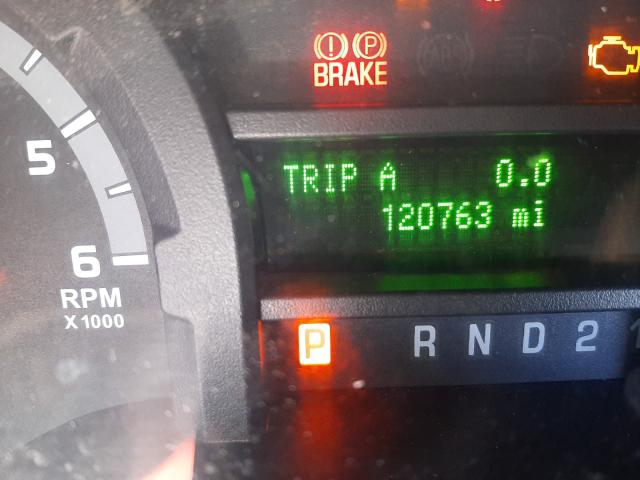 BRAKE
5
TRIP A 0.0
120763 mi
6
RPM
X 1000
P R N D 2